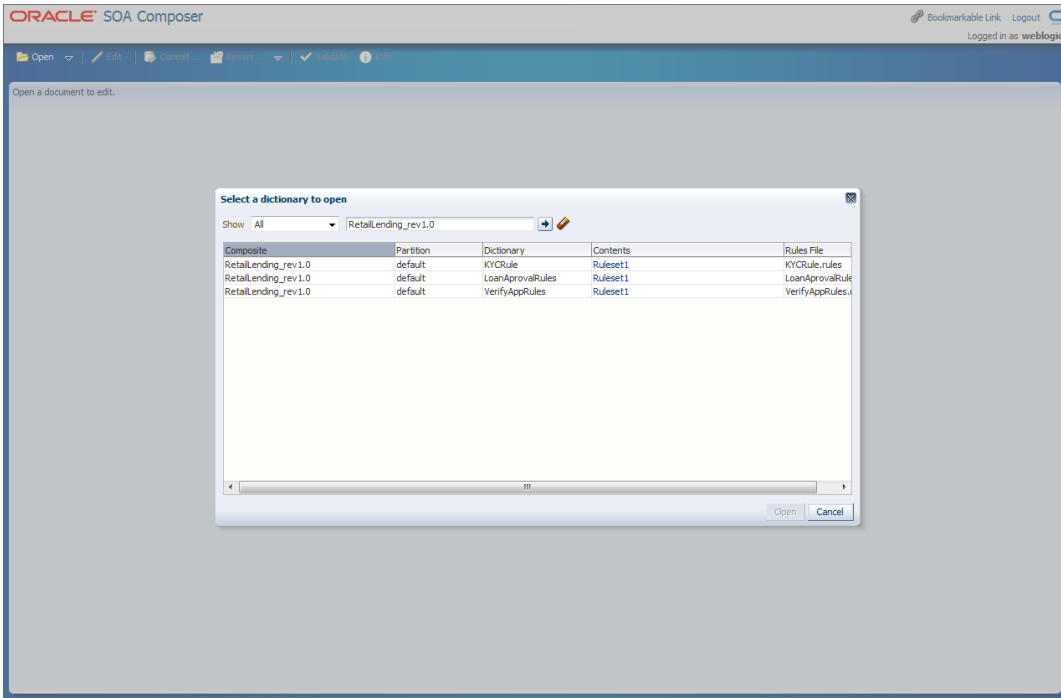 ORACLE SOA Composer
Bookmarkable Link Logout
Logged in as weblogic
Open Edit Commit... Revert... Validate Info
Open a document to edit.
Select a dictionary to open
Show All RetailLending_rev1.0
Composite Partition Dictionary Contents Rules File
RetailLending_rev1.0 default KYCRule Ruleset1 KYCRule.rules
RetailLending_rev1.0 default LoanAprovalRules Ruleset1 LoanAprovalRule
RetailLending_rev1.0 default VerifyAppRules Ruleset1 VerifyAppRules.
Open Cancel